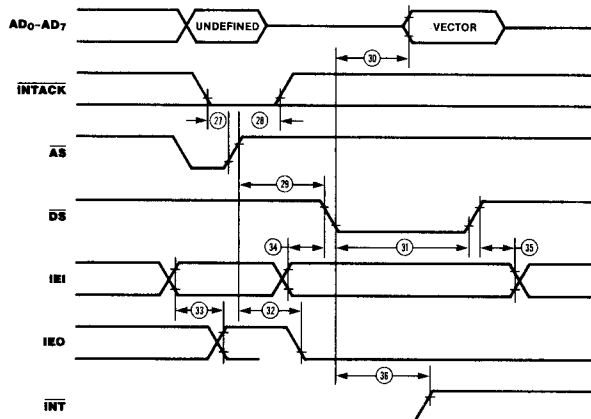 AD0-AD7
UNDEFINED
VECTOR
30
INTACK
27
28
AS
29
DS
34
31
35
IEI
33
32
IEO
36
INT